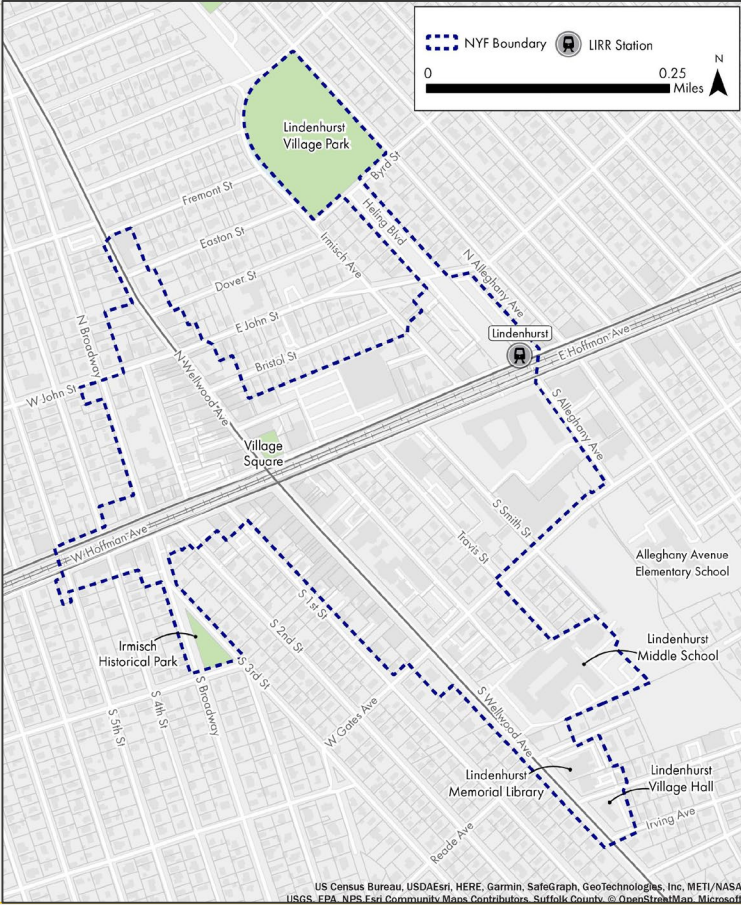 NYF Boundary
LIRR Station
0
0.25
Miles
N
Lindenhurst
Village Park
Byrd St
Fremont St
Heling Blvd
Easton St
Irmisch Ave
N Alleghany Ave
Dover St
E John St
N Broadway
Lindenhurst
E Hoffman Ave
Bristol St
N Wellwood Ave
W John St
S Alleghany Ave
Village
Square
S Smith St
W Hoffman Ave
Travis St
Alleghany Avenue
Elementary School
S 1st St
S 2nd St
Irmisch
Historical Park
Lindenhurst
Middle School
S 3rd St
S Broadway
S 4th St
S 5th St
W Gates Ave
S Wellwood Ave
Lindenhurst
Memorial Library
Lindenhurst
Village Hall
Irving Ave
Reade Ave
US Census Bureau, USDAEsri, HERE, Garmin, SafeGraph, GeoTechnologies, Inc, METI/NASA
USGS, EPA, NPS Esri Community Maps Contributors, Suffolk County, © OpenStreetMap, Microsoft